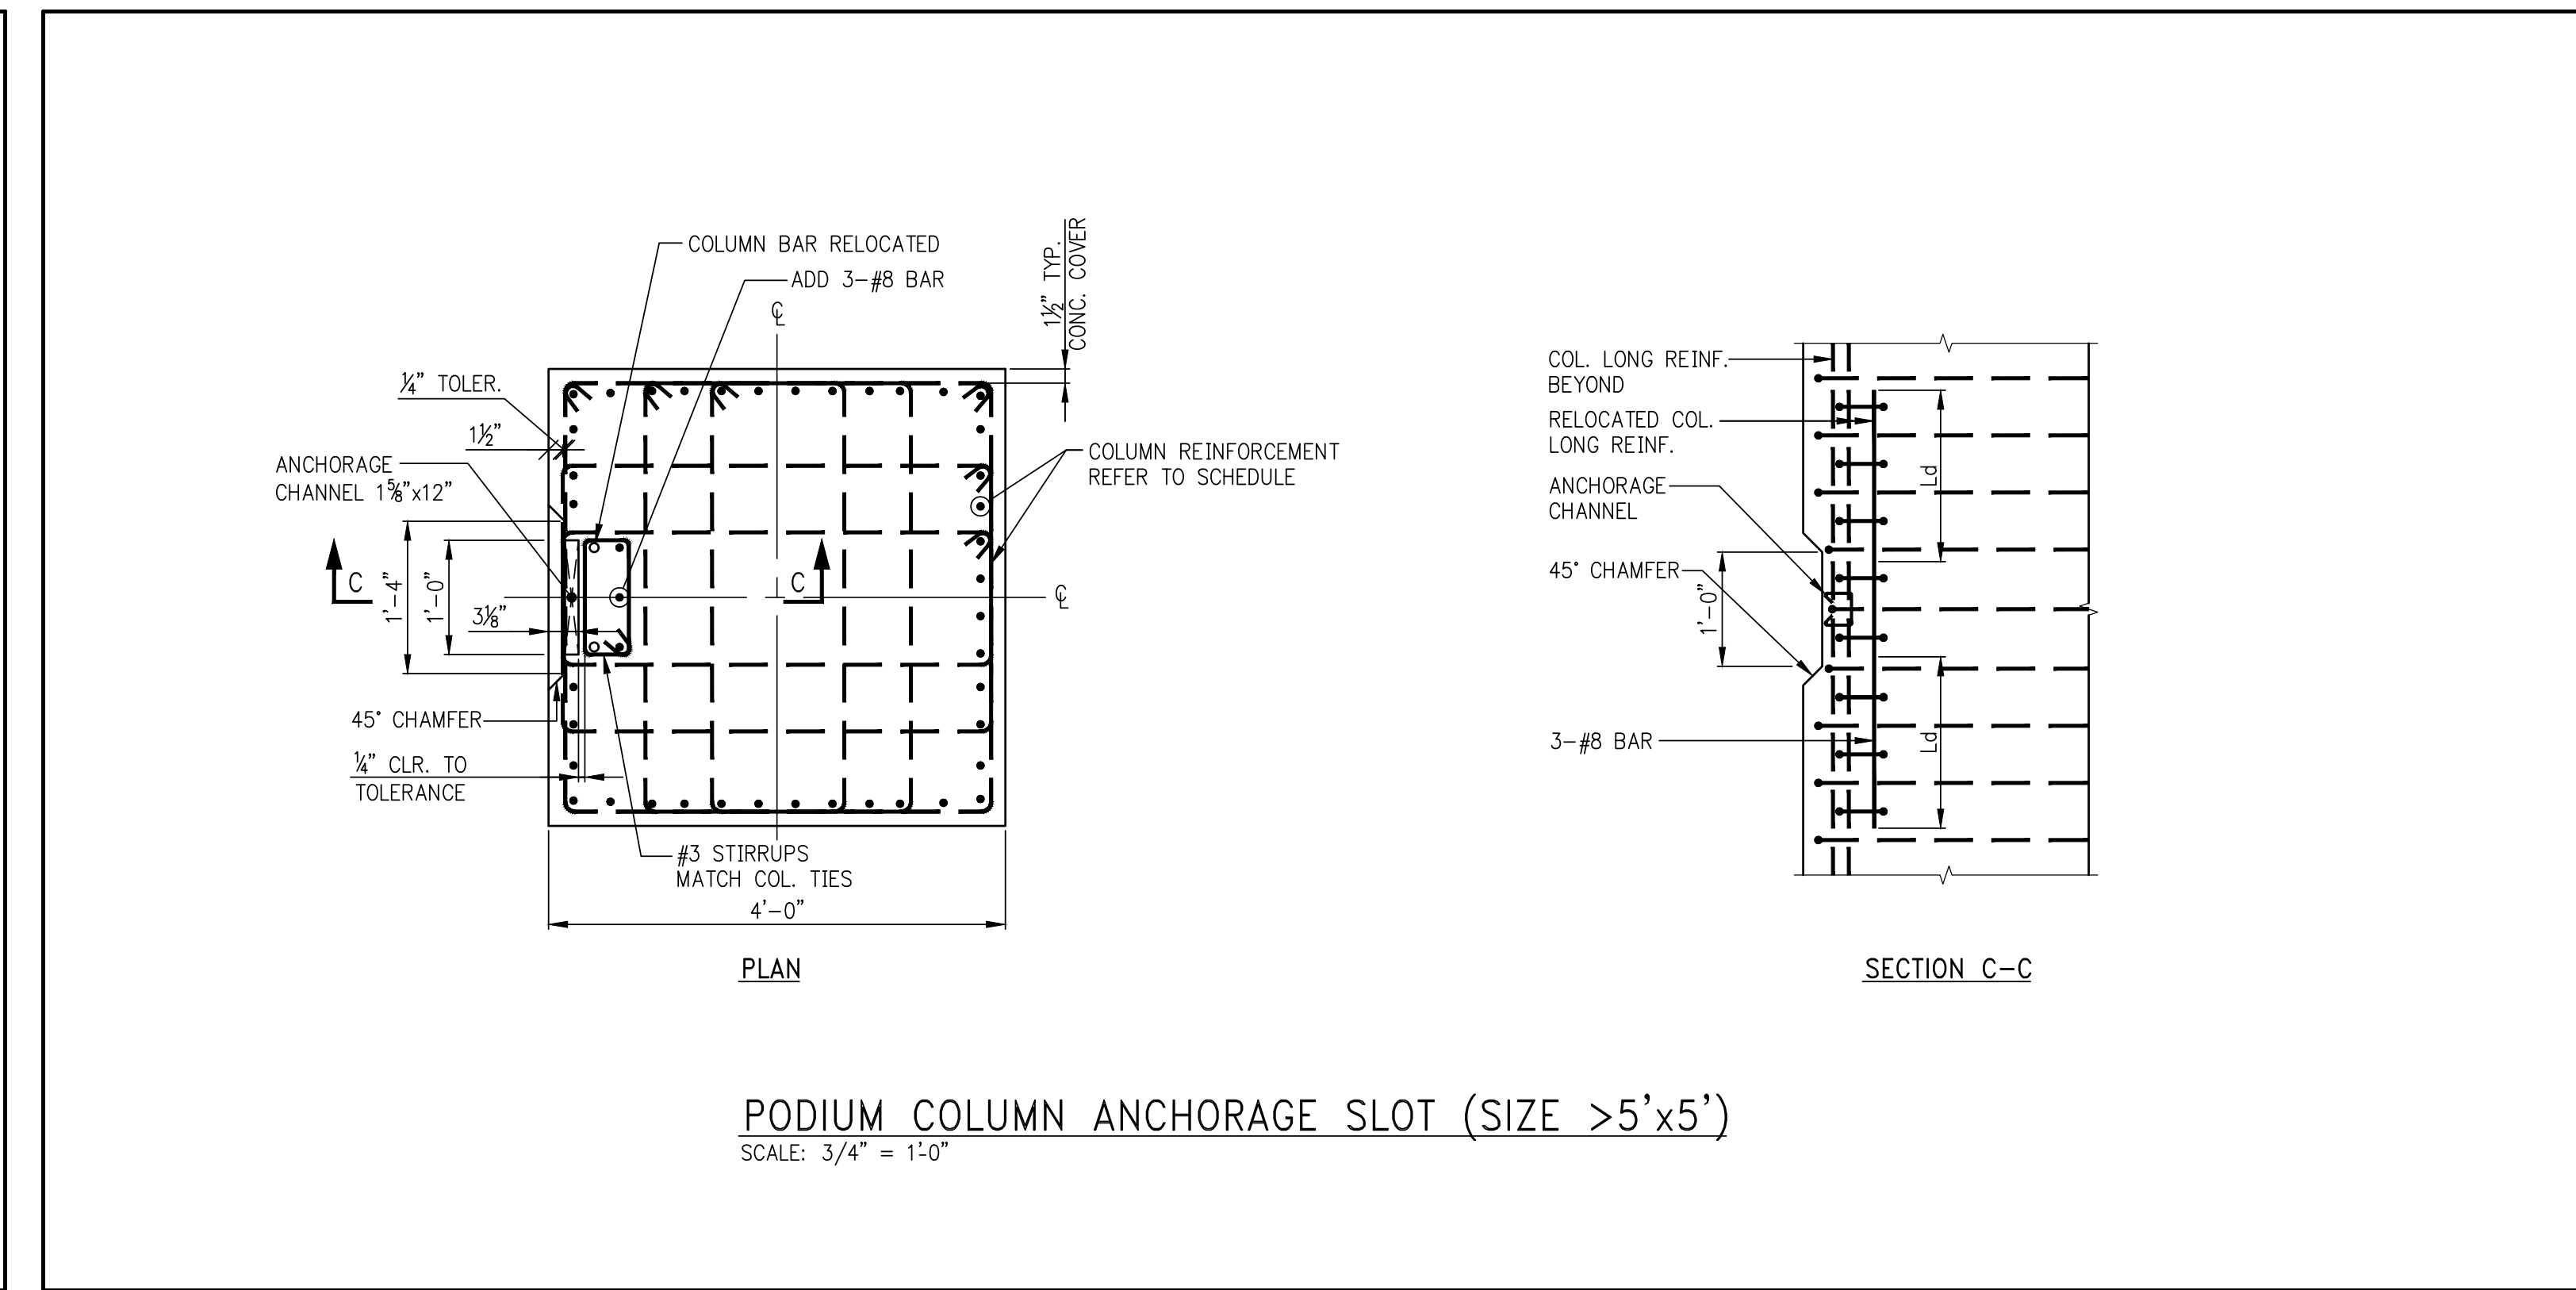 COLUMN BAR RELOCATED
ADD 3-#8 BAR
℄
1½" TYP.
CONC. COVER
¼" TOLER.
1½"
ANCHORAGE
CHANNEL 1⅝"x12"
COLUMN REINFORCEMENT
REFER TO SCHEDULE
C
C
℄
1'-4"
1'-0"
3⅛"
45° CHAMFER
¼" CLR. TO
TOLERANCE
#3 STIRRUPS
MATCH COL. TIES
4'-0"
PLAN
COL. LONG REINF.
BEYOND
RELOCATED COL.
LONG REINF.
ANCHORAGE
CHANNEL
45° CHAMFER
1'-0"
3-#8 BAR
Ld
Ld
SECTION C-C
PODIUM COLUMN ANCHORAGE SLOT (SIZE >5'x5')
SCALE: 3/4" = 1'-0"